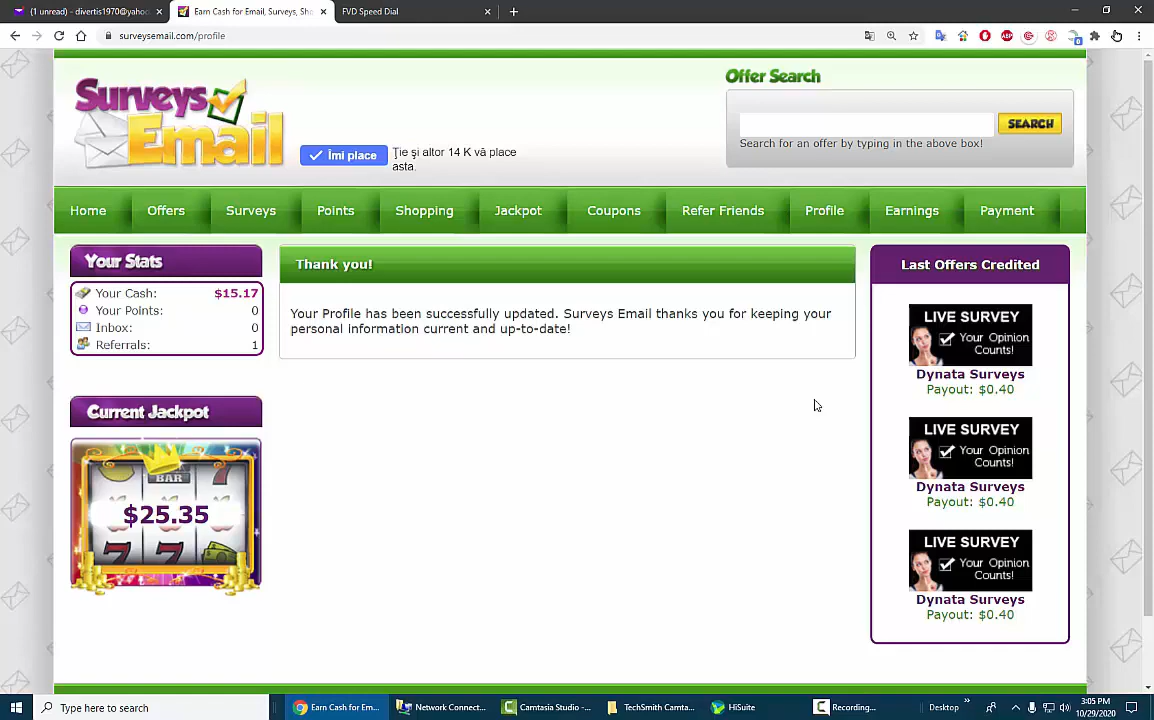 (1 unread) - divertis1970@yaho
Earn Cash for Email, Surveys, Sho
FVD Speed Dial
surveysemail.com/profile
Surveys
Email
Îmi place
Ţie şi altor 14 K vă place
asta.
Offer Search
SEARCH
Search for an offer by typing in the above box!
Home
Offers
Surveys
Points
Shopping
Jackpot
Coupons
Refer Friends
Profile
Earnings
Payment
Your Stats
Your Cash: $15.17
Your Points: 0
Inbox: 0
Referrals: 1
Current Jackpot
BAR
7
$25.35
7 7
Thank you!
Your Profile has been successfully updated. Surveys Email thanks you for keeping your
personal information current and up-to-date!
Last Offers Credited
LIVE SURVEY
Your Opinion
Counts!
Dynata Surveys
Payout: $0.40
LIVE SURVEY
Your Opinion
Counts!
Dynata Surveys
Payout: $0.40
LIVE SURVEY
Your Opinion
Counts!
Dynata Surveys
Payout: $0.40
Type here to search
Earn Cash for Em...
Network Connect...
Camtasia Studio -...
TechSmith Camta...
HiSuite
Recording...
Desktop
3:05 PM
10/29/2020